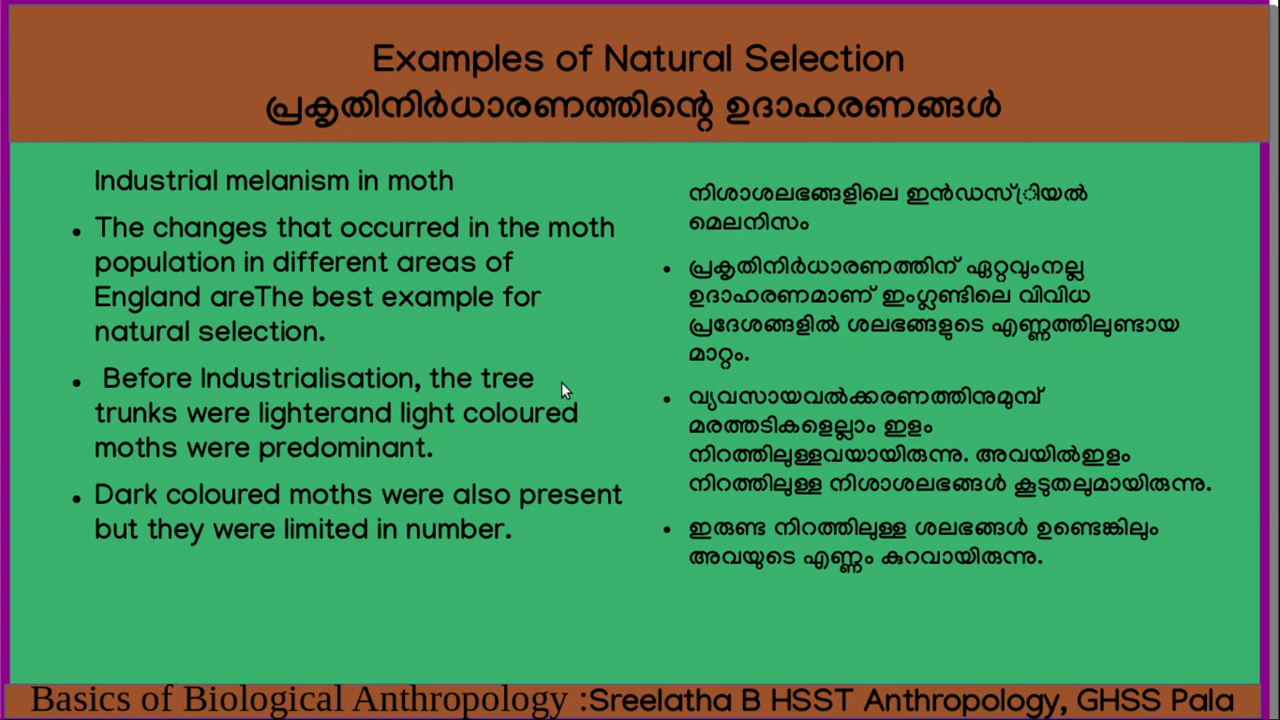 Examples of Natural Selection
പ്രകൃതിനിർധാരണത്തിന്റെ ഉദാഹരണങ്ങൾ
Industrial melanism in moth
• The changes that occurred in the moth
population in different areas of
England areThe best example for
natural selection.
• Before Industrialisation, the tree
trunks were lighterand light coloured
moths were predominant.
• Dark coloured moths were also present
but they were limited in number.
നിശാശലഭങ്ങളിലെ ഇൻഡസ്ട്രിയൽ
മെലനിസം
• പ്രകൃതിനിർധാരണത്തിന് ഏറ്റവുംനല്ല
ഉദാഹരണമാണ് ഇംഗ്ലണ്ടിലെ വിവിധ
പ്രദേശങ്ങളിൽ ശലഭങ്ങളുടെ എണ്ണത്തിലുണ്ടായ
മാറ്റം.
• വ്യവസായവൽക്കരണത്തിനുമുമ്പ്
മരത്തടികളെല്ലാം ഇളം
നിറത്തിലുള്ളവയായിരുന്നു. അവയിൽഇളം
നിറത്തിലുള്ള നിശാശലഭങ്ങൾ കൂടുതലുമായിരുന്നു.
• ഇരുണ്ട നിറത്തിലുള്ള ശലഭങ്ങൾ ഉണ്ടെങ്കിലും
അവയുടെ എണ്ണം കുറവായിരുന്നു.
Basics of Biological Anthropology :Sreelatha B HSST Anthropology, GHSS Pala